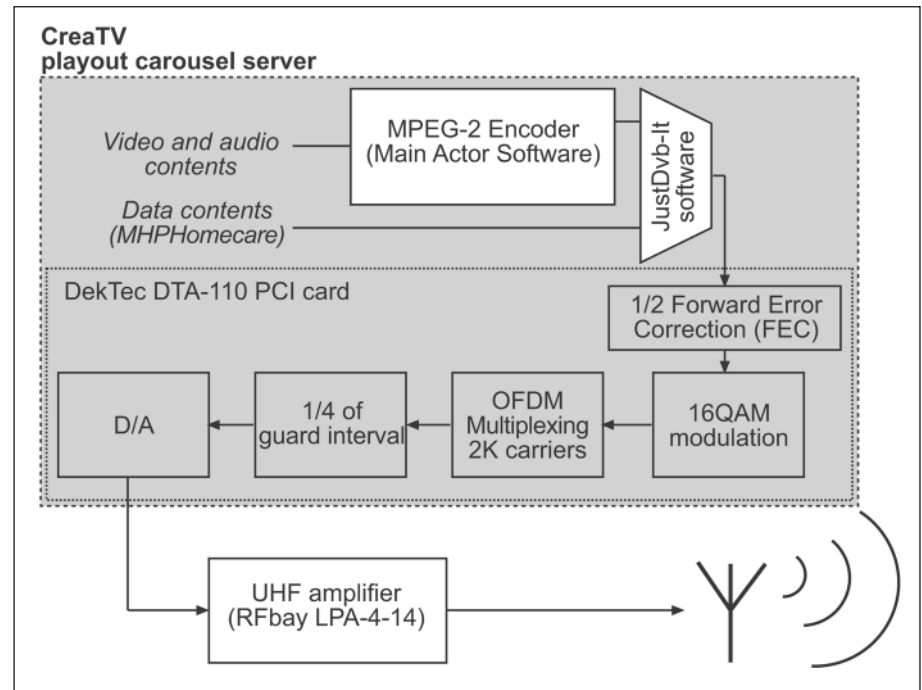 CreaTV
playout carousel server
Video and audio
contents
MPEG-2 Encoder
(Main Actor Software)
JustDvb-It
software
Data contents
(MHPHomecare)
DekTec DTA-110 PCI card
1/2 Forward Error
Correction (FEC)
D/A
1/4 of
guard interval
OFDM
Multiplexing
2K carriers
16QAM
modulation
UHF amplifier
(RFbay LPA-4-14)